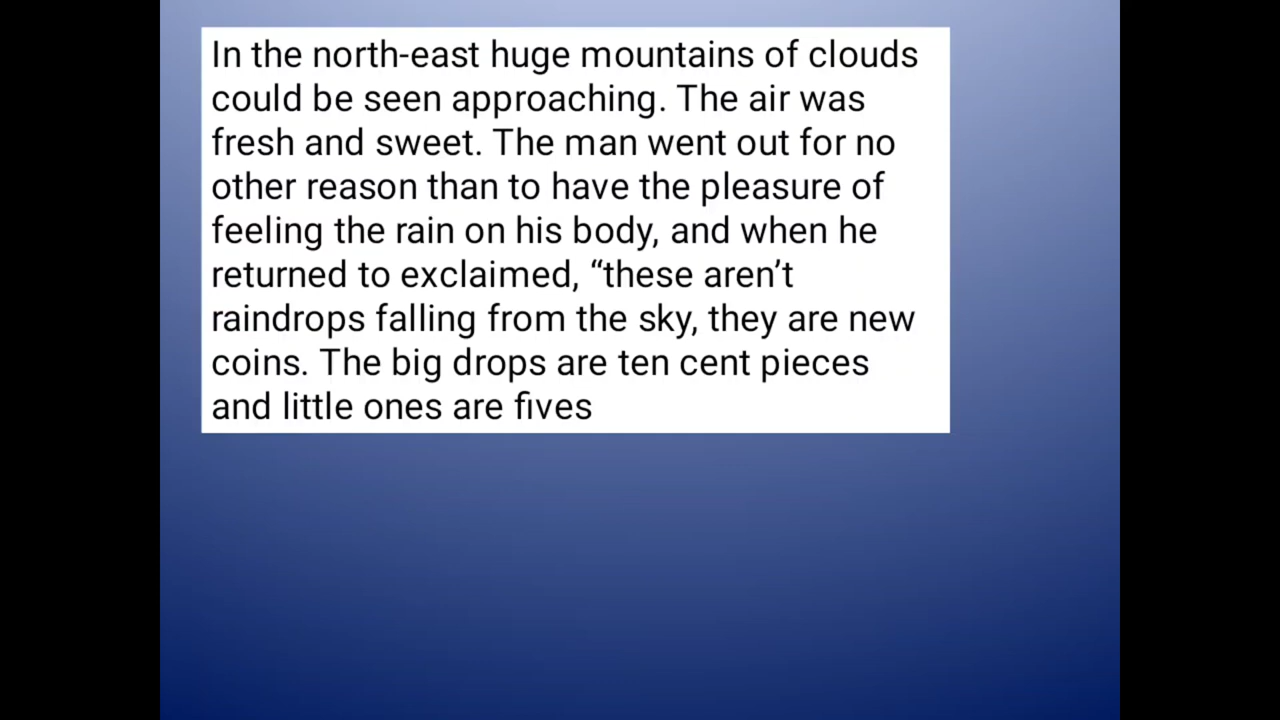 In the north-east huge mountains of clouds
could be seen approaching. The air was
fresh and sweet. The man went out for no
other reason than to have the pleasure of
feeling the rain on his body, and when he
returned to exclaimed, “these aren’t
raindrops falling from the sky, they are new
coins. The big drops are ten cent pieces
and little ones are fives